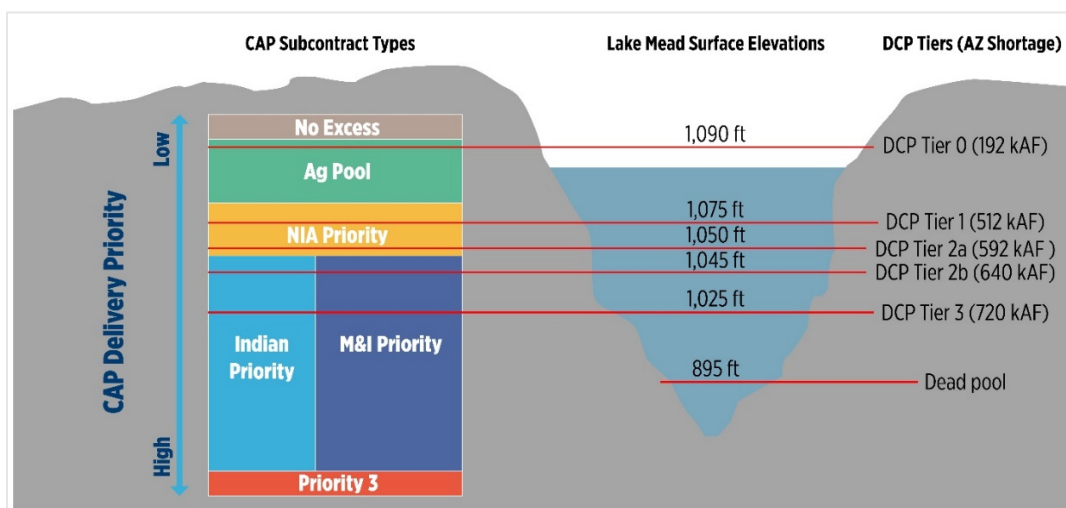 CAP Subcontract Types
Lake Mead Surface Elevations
DCP Tiers (AZ Shortage)
CAP Delivery Priority
Low
High
No Excess
Ag Pool
NIA Priority
Indian
Priority
M&I Priority
Priority 3
1,090 ft
1,075 ft
1,050 ft
1,045 ft
1,025 ft
895 ft
DCP Tier 0 (192 kAF)
DCP Tier 1 (512 kAF)
DCP Tier 2a (592 kAF )
DCP Tier 2b (640 kAF)
DCP Tier 3 (720 kAF)
Dead pool